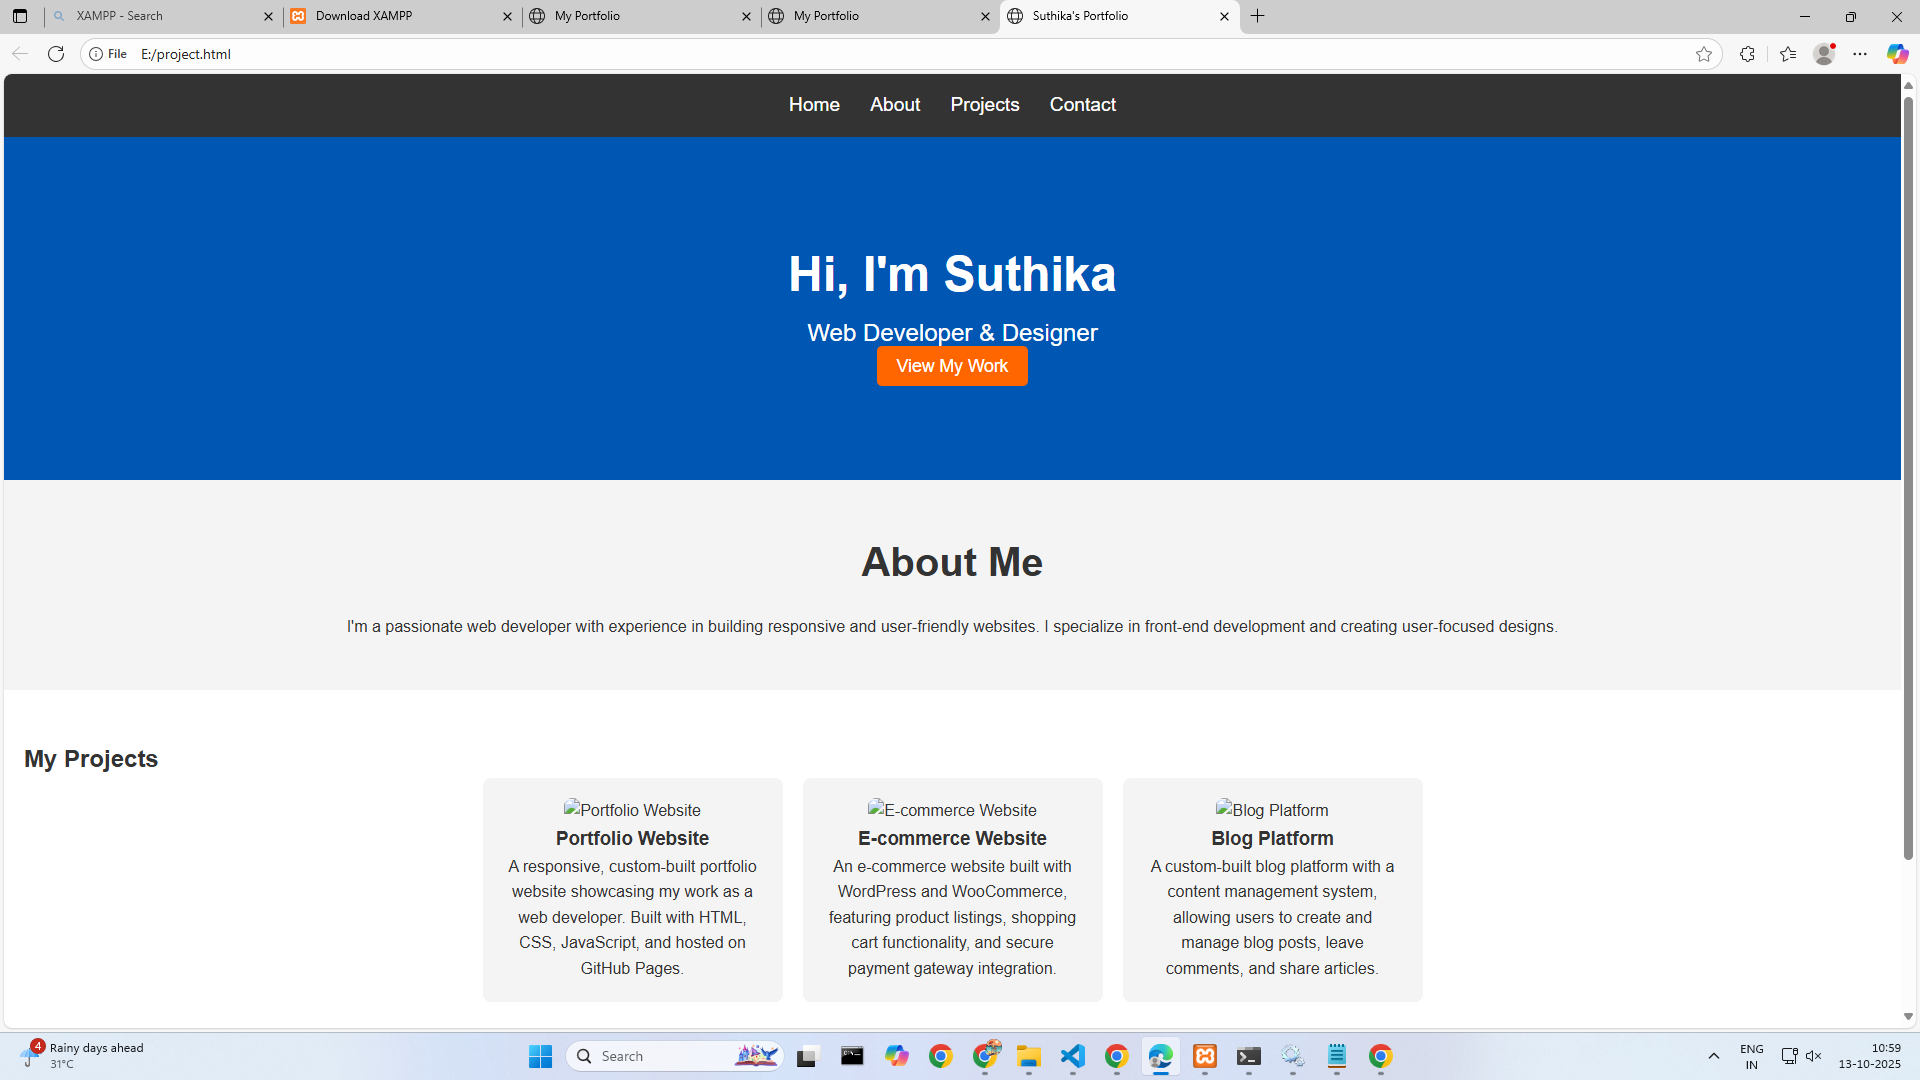 XAMPP - Search
Download XAMPP
My Portfolio
My Portfolio
Suthika's Portfolio
File
E:/project.html
Home
About
Projects
Contact
Hi, I'm Suthika
Web Developer & Designer
View My Work
About Me
I'm a passionate web developer with experience in building responsive and user-friendly websites. I specialize in front-end development and creating user-focused designs.
My Projects
Portfolio Website
Portfolio Website
A responsive, custom-built portfolio
website showcasing my work as a
web developer. Built with HTML,
CSS, JavaScript, and hosted on
GitHub Pages.
E-commerce Website
E-commerce Website
An e-commerce website built with
WordPress and WooCommerce,
featuring product listings, shopping
cart functionality, and secure
payment gateway integration.
Blog Platform
Blog Platform
A custom-built blog platform with a
content management system,
allowing users to create and
manage blog posts, leave
comments, and share articles.
4
Rainy days ahead
31°C
Search
ENG
IN
10:59
13-10-2025